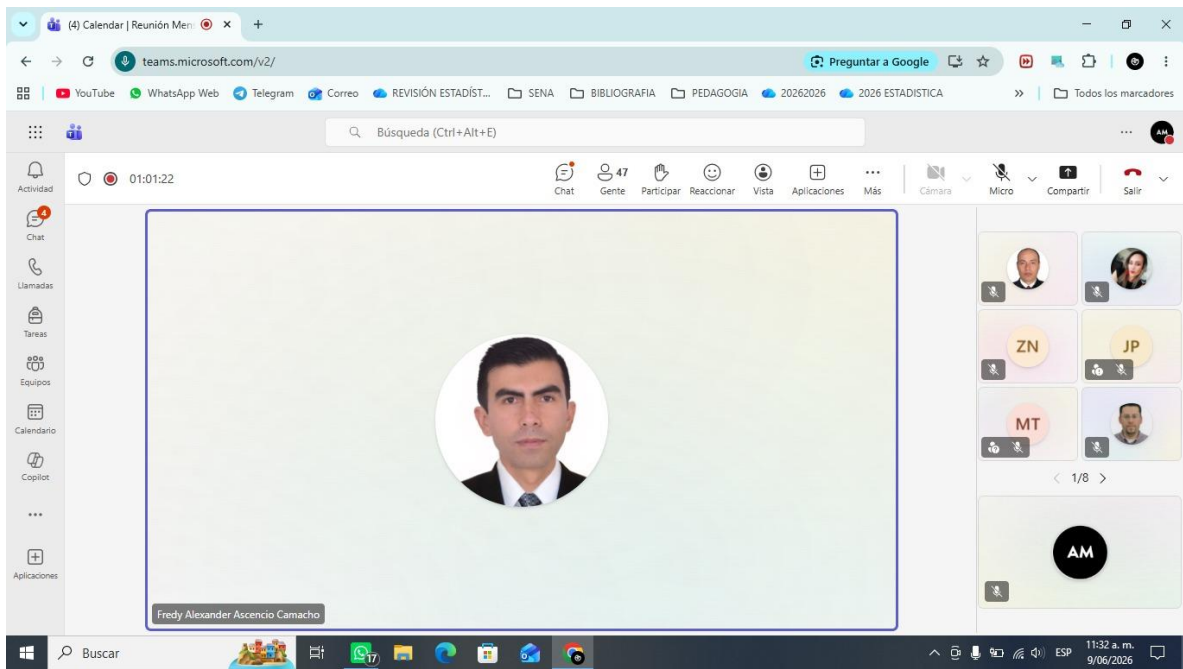 (4) Calendar | Reunión Men
teams.microsoft.com/v2/
Preguntar a Google
YouTube
WhatsApp Web
Telegram
Correo
REVISIÓN ESTADÍST...
SENA
BIBLIOGRAFIA
PEDAGOGIA
20262026
2026 ESTADISTICA
Todos los marcadores
Búsqueda (Ctrl+Alt+E)
AM
Actividad
01:01:22
Chat
47
Gente
Participar
Reaccionar
Vista
Aplicaciones
Más
Cámara
Micro
Compartir
Salir
4
Chat
Llamadas
Tareas
Equipos
Calendario
Copilot
Aplicaciones
ZN
JP
MT
1/8
AM
Fredy Alexander Ascencio Camacho
Buscar
17
ESP
11:32 a. m.
9/06/2026